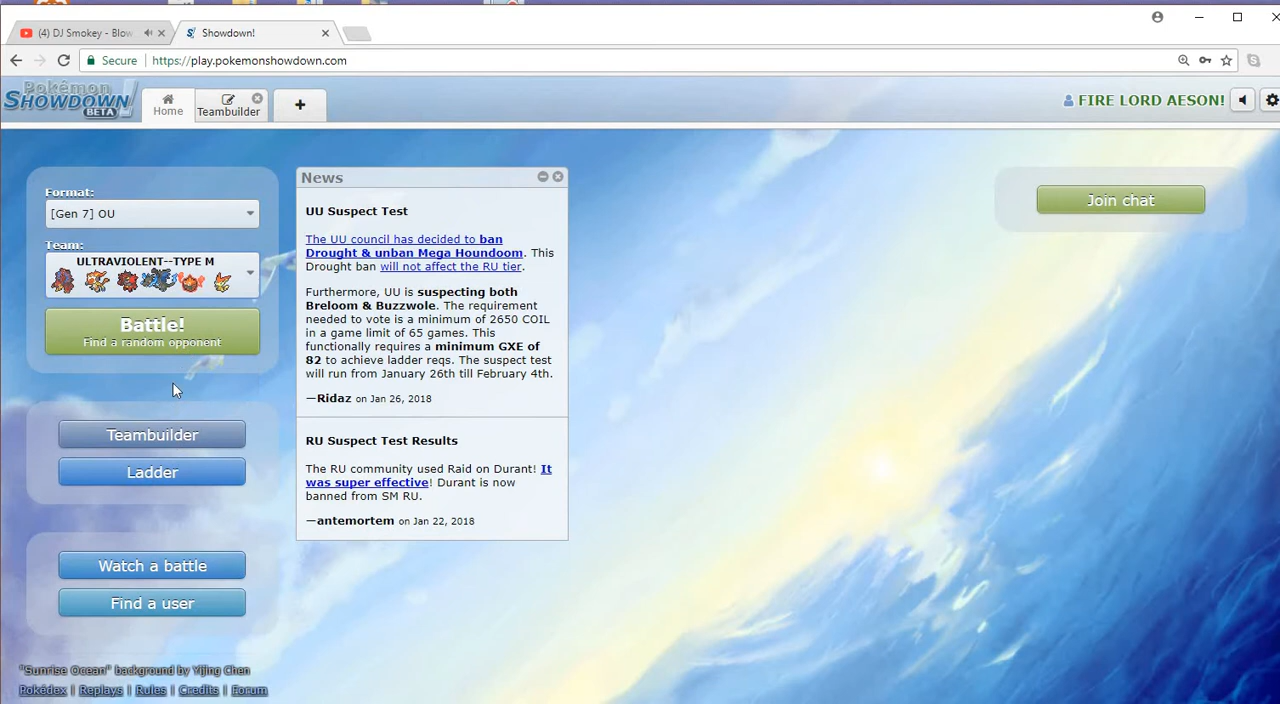 (4) DJ Smokey - Blow
Showdown!
Secure
https://play.pokemonshowdown.com
Pokémon
SHOWDOWN!
BETA
Home
Teambuilder
+
FIRE LORD AESON!
Format:
[Gen 7] OU
Team:
ULTRAVIOLENT--TYPE M
Battle!
Find a random opponent
Teambuilder
Ladder
Watch a battle
Find a user
"Sunrise Ocean" background by Yijing Chen
Pokédex | Replays | Rules | Credits | Forum
News
UU Suspect Test
The UU council has decided to ban
Drought & unban Mega Houndoom. This
Drought ban will not affect the RU tier.
Furthermore, UU is suspecting both
Breloom & Buzzwole. The requirement
needed to vote is a minimum of 2650 COIL
in a game limit of 65 games. This
functionally requires a minimum GXE of
82 to achieve ladder reqs. The suspect test
will run from January 26th till February 4th.
—Ridaz on Jan 26, 2018
RU Suspect Test Results
The RU community used Raid on Durant! It
was super effective! Durant is now
banned from SM RU.
—antemortem on Jan 22, 2018
Join chat